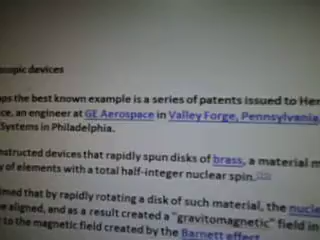 opic devices
ps the best known example is a series of patents issued to Hen
ce, an engineer at GE Aerospace in Valley Forge, Pennsylvania,
Systems in Philadelphia.
nstructed devices that rapidly spun disks of brass, a material m
y of elements with a total half-integer nuclear spin.
imed that by rapidly rotating a disk of such material, the nucle
e aligned, and as a result created a "gravitomagnetic" field in
to the magnetic field created by the Barnett effect.